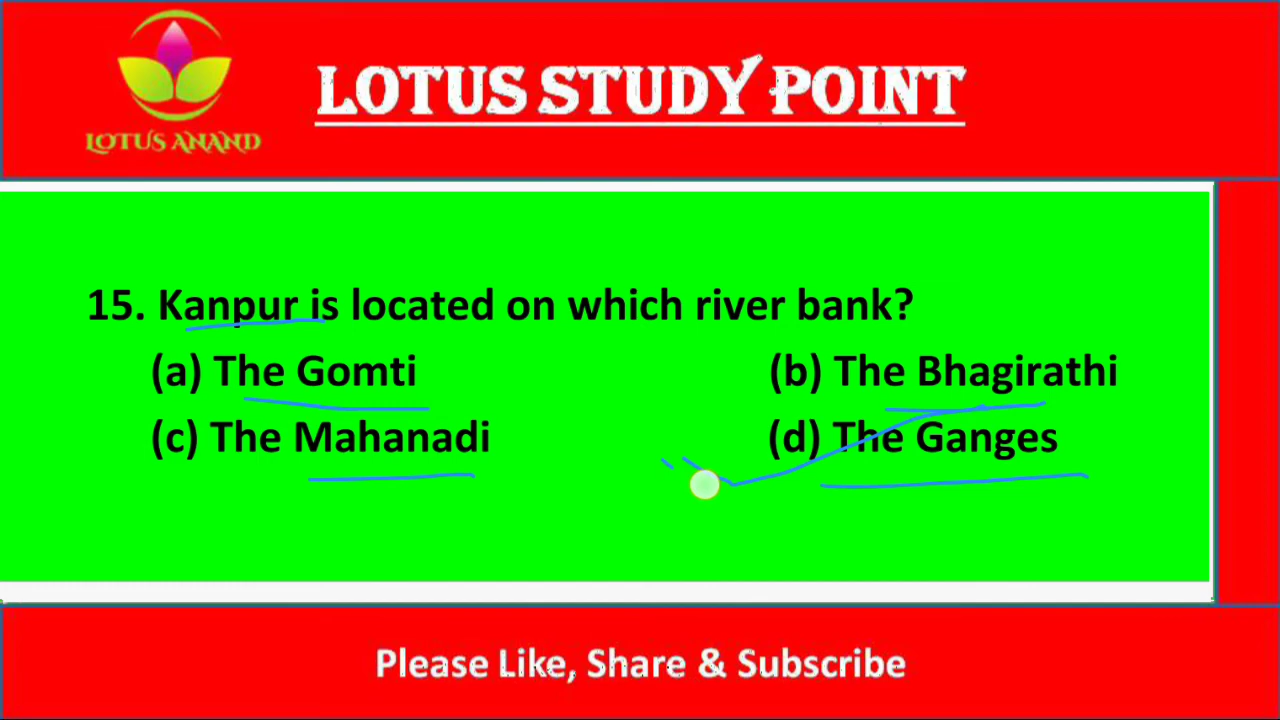 LOTUS STUDY POINT
LOTUS ANAND
15. Kanpur is located on which river bank?
(a) The Gomti (b) The Bhagirathi
(c) The Mahanadi (d) The Ganges
Please Like, Share & Subscribe